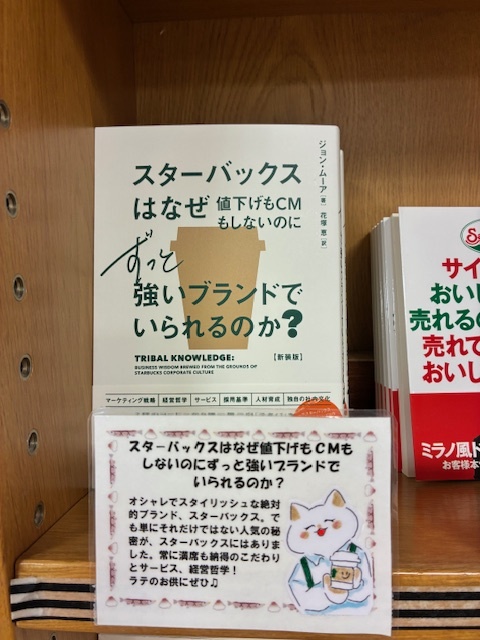 ジョン・ムーア[著] 花塚 恵[訳]
スターバックス
はなぜ 値下げもCM
もしないのに
ずっと
強いブランドで
いられるのか?
TRIBAL KNOWLEDGE:
BUSINESS WISDOM BREWED FROM THE GROUNDS OF
STARBUCKS CORPORATE CULTURE
【新装版】
マーケティング戦略 経営哲学 サービス 採用基準 人材育成 独自の社内文化
スターバックスはなぜ値下げもCMも
しないのにずっと強いブランドで
いられるのか?
オシャレでスタイリッシュな絶対
的ブランド、スターバックス。で
も単にそれだけではない人気の秘
密が、スターバックスにはありま
した。常に満席も納得のこだわり
とサービス、経営哲学!
ラテのお供にぜひ♫
サイ
おいし
売れるの
売れて
おいし
ミラノ風ド
お客様本